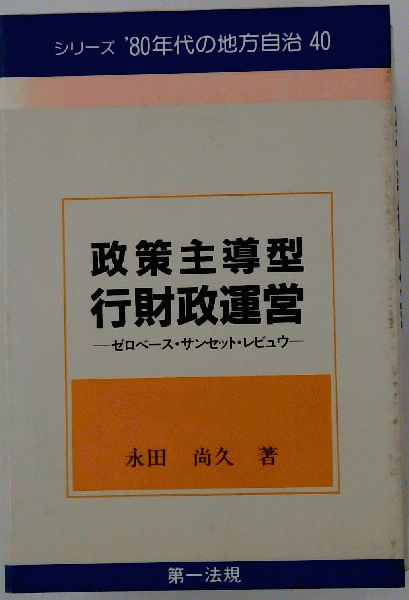 シリーズ '80年代の地方自治 40
政策主導型
行財政運営
—ゼロベース・サンセット・レビュウ—
永田 尚久 著
第一法規